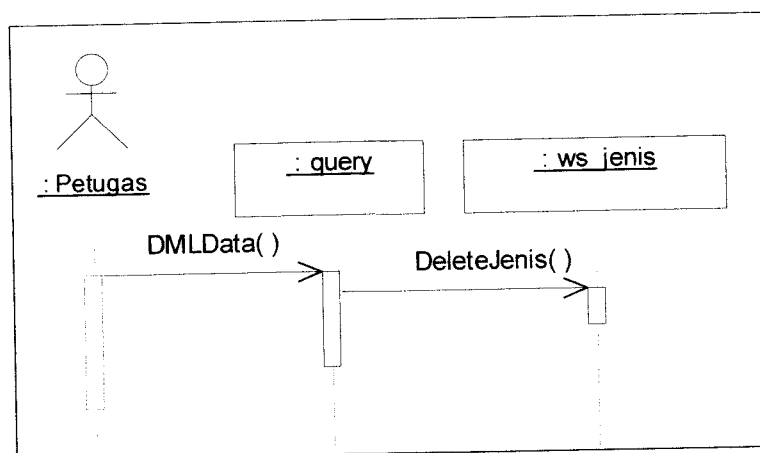 : Petugas
: query
: ws_jenis
DMLData( )
DeleteJenis( )